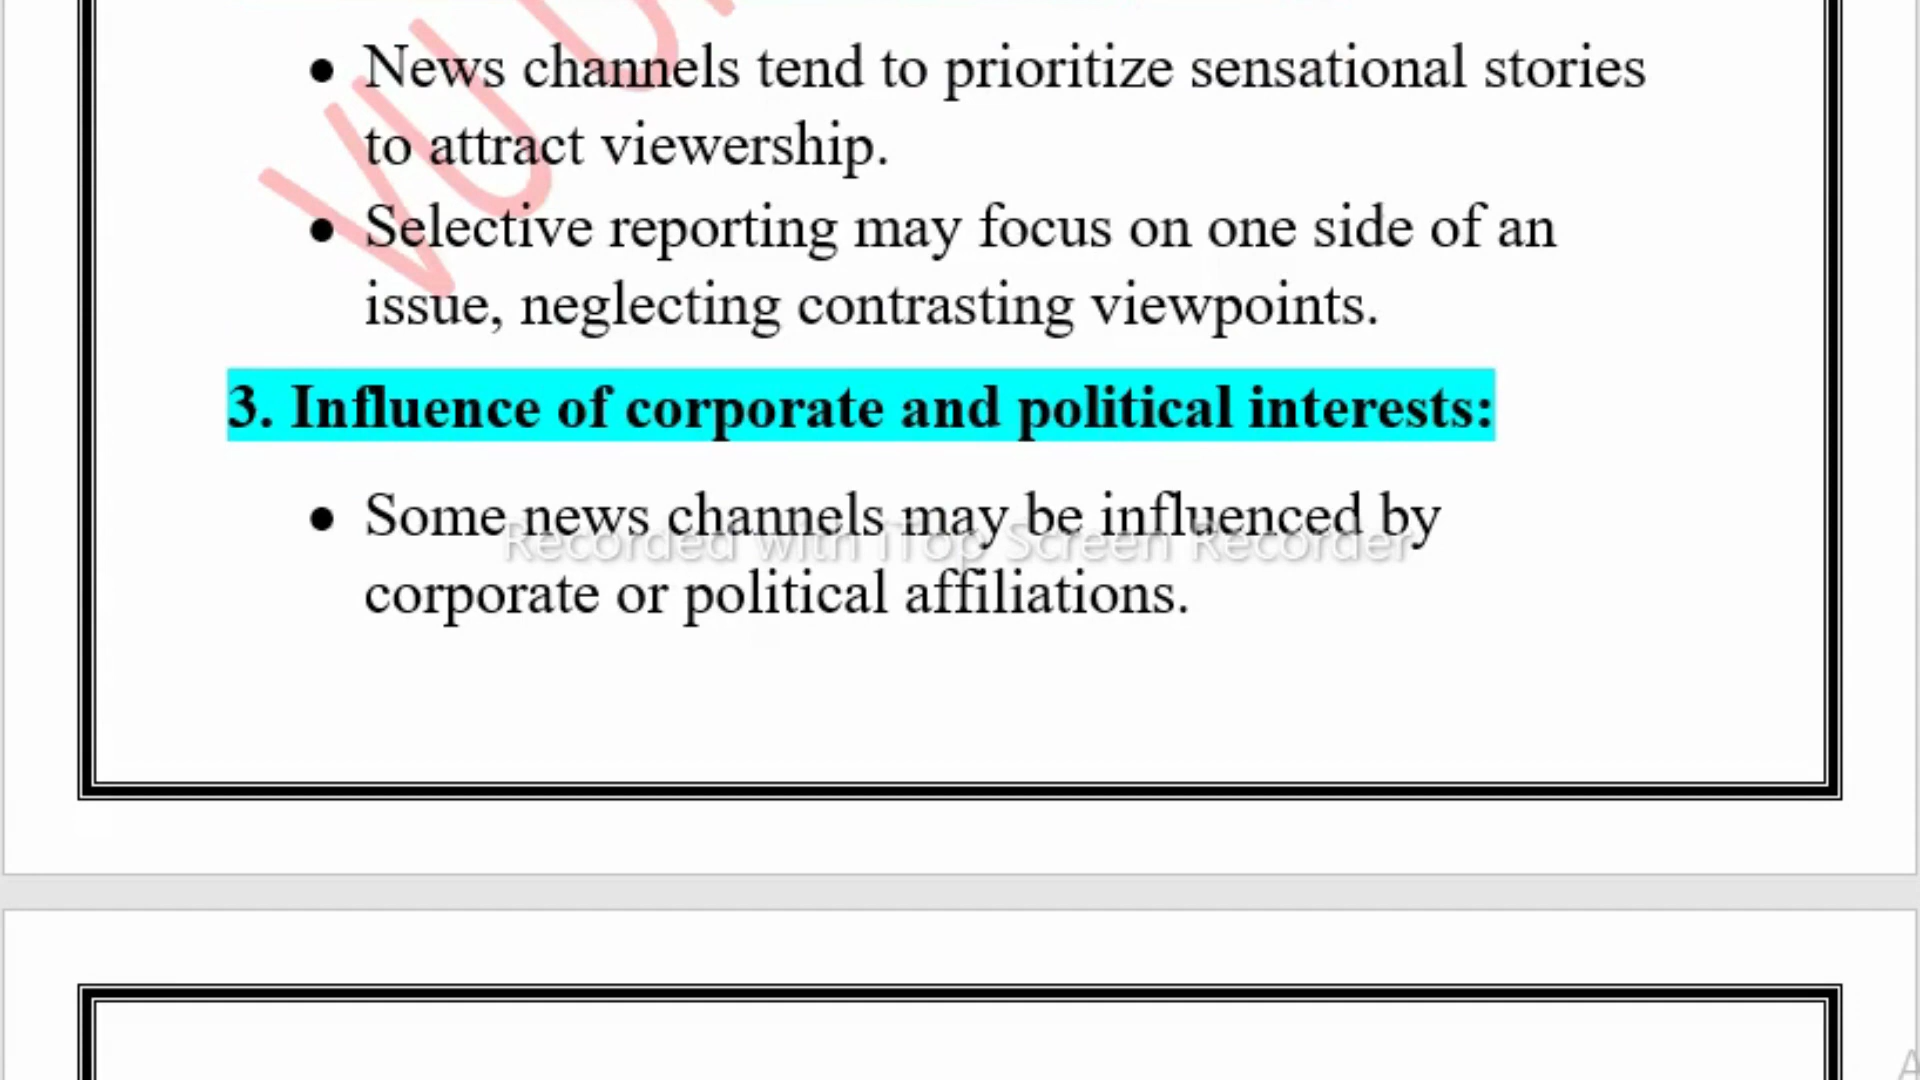 ● News channels tend to prioritize sensational stories
to attract viewership.
● Selective reporting may focus on one side of an
issue, neglecting contrasting viewpoints.
3. Influence of corporate and political interests:
● Some news channels may be influenced by
Recorded with iTop Screen Recorder
corporate or political affiliations.
VU